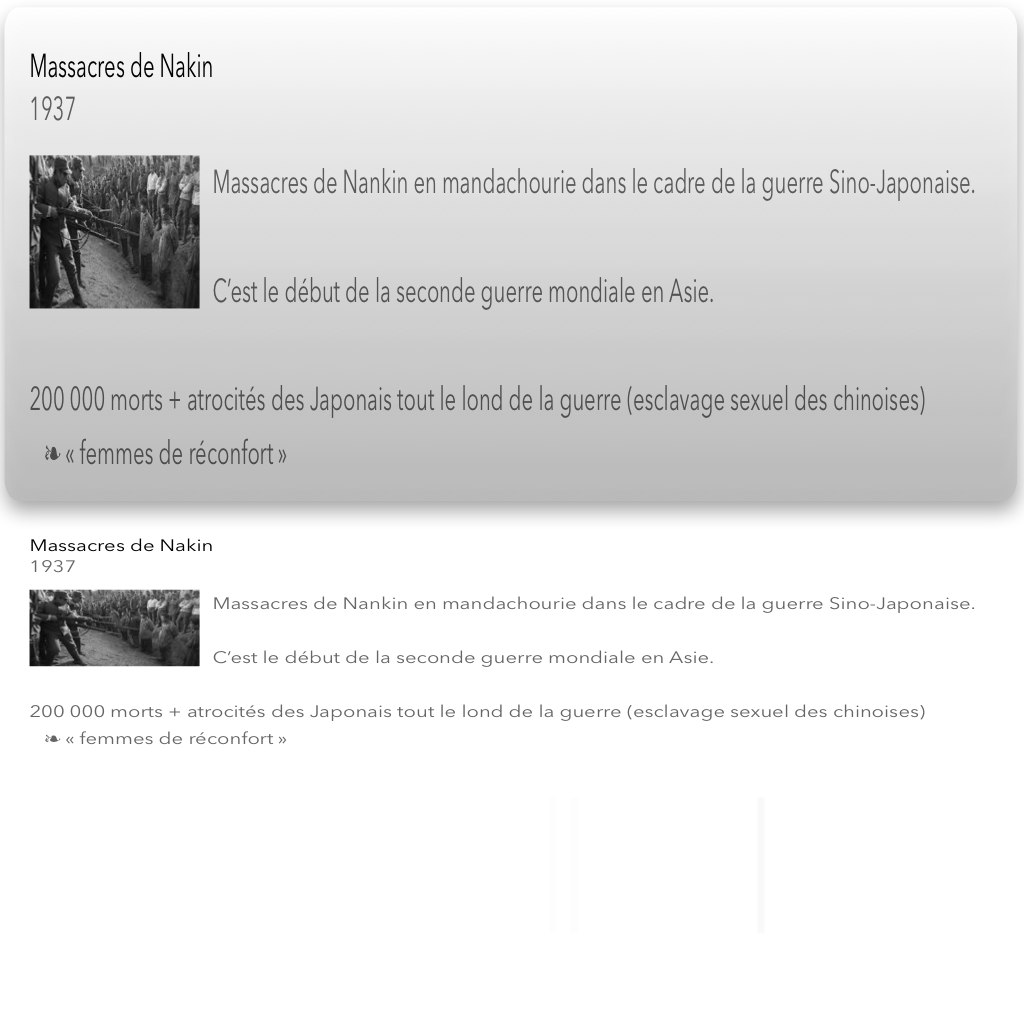 Massacres de Nakin
1937
Massacres de Nankin en mandachourie dans le cadre de la guerre Sino-Japonaise.
C’est le début de la seconde guerre mondiale en Asie.
200 000 morts + atrocités des Japonais tout le lond de la guerre (esclavage sexuel des chinoises)
❧ « femmes de réconfort »
Massacres de Nakin
1937
Massacres de Nankin en mandachourie dans le cadre de la guerre Sino-Japonaise.
C’est le début de la seconde guerre mondiale en Asie.
200 000 morts + atrocités des Japonais tout le lond de la guerre (esclavage sexuel des chinoises)
❧ « femmes de réconfort »